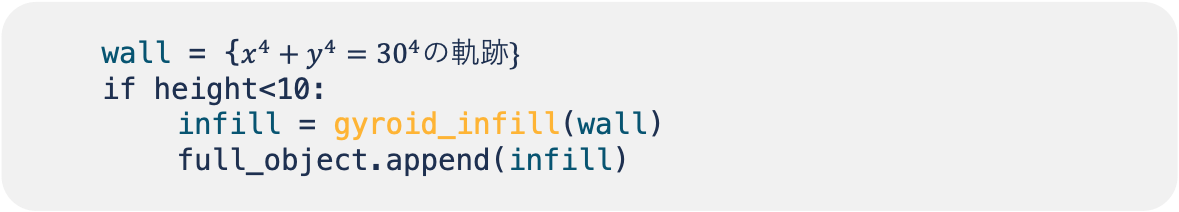 wall = {x⁴ + y⁴ = 30⁴の軌跡}
if height<10:
    infill = gyroid_infill(wall)
    full_object.append(infill)